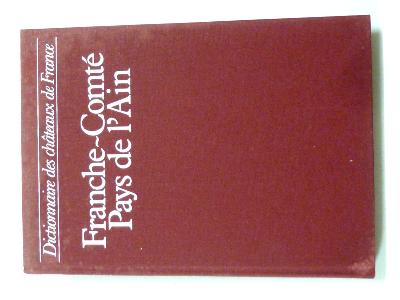 Dictionnaire des châteaux de France
Franche~Comté
Pays de l'Ain